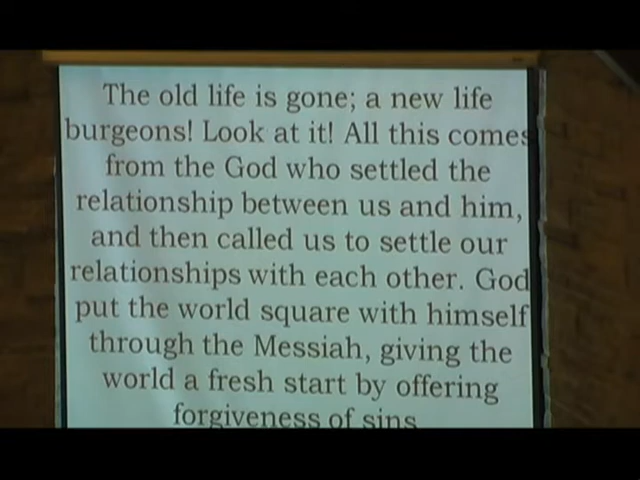 The old life is gone; a new life
burgeons! Look at it! All this comes
from the God who settled the
relationship between us and him,
and then called us to settle our
relationships with each other. God
put the world square with himself
through the Messiah, giving the
world a fresh start by offering
forgiveness of sins